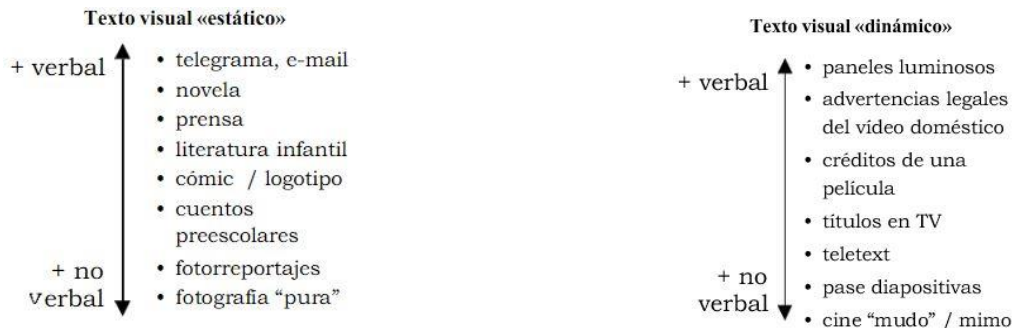 Texto visual «estático»
+ verbal
• telegrama, e-mail
• novela
• prensa
• literatura infantil
• cómic / logotipo
• cuentos
preescolares
+ no
verbal
• fotorreportajes
• fotografía “pura”
Texto visual «dinámico»
+ verbal
• paneles luminosos
• advertencias legales
del vídeo doméstico
• créditos de una
película
• títulos en TV
• teletext
+ no
verbal
• pase diapositivas
• cine “mudo” / mimo